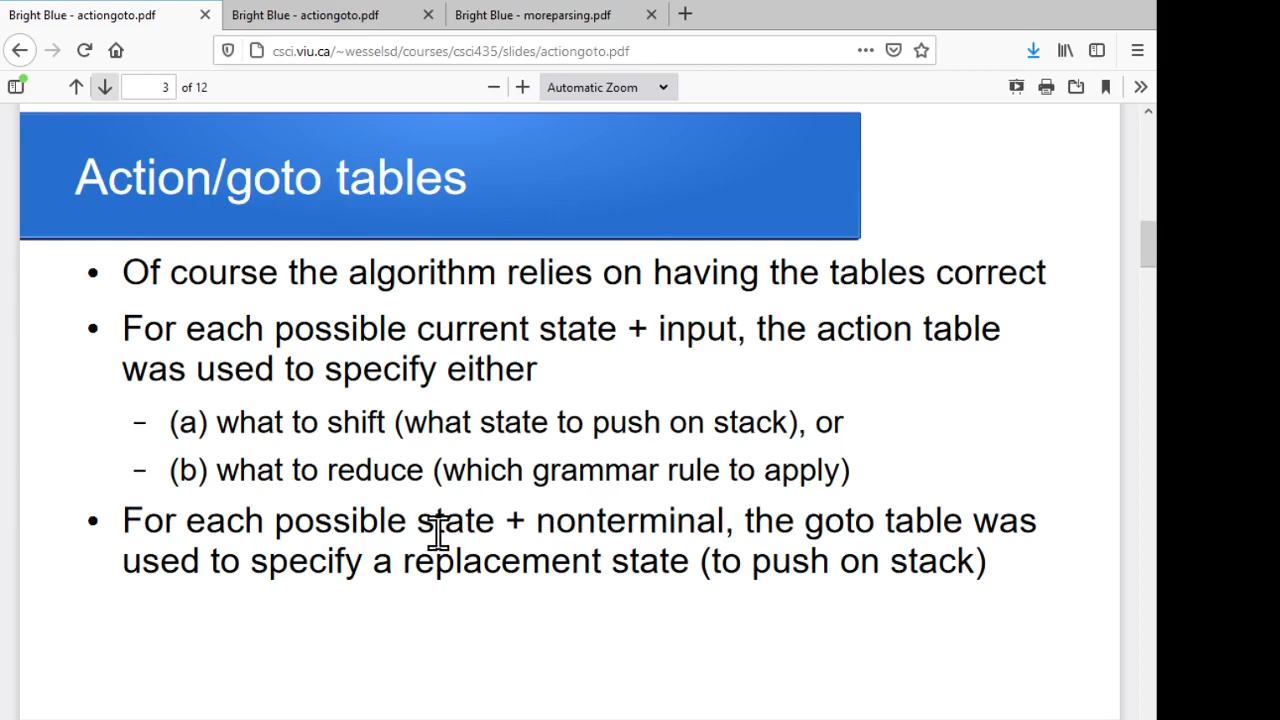 Bright Blue - actiongoto.pdf
Bright Blue - actiongoto.pdf
Bright Blue - moreparsing.pdf
csci.viu.ca/~wesselsd/courses/csci435/slides/actiongoto.pdf
3 of 12
Automatic Zoom
Action/goto tables
• Of course the algorithm relies on having the tables correct
• For each possible current state + input, the action table
was used to specify either
– (a) what to shift (what state to push on stack), or
– (b) what to reduce (which grammar rule to apply)
• For each possible state + nonterminal, the goto table was
used to specify a replacement state (to push on stack)